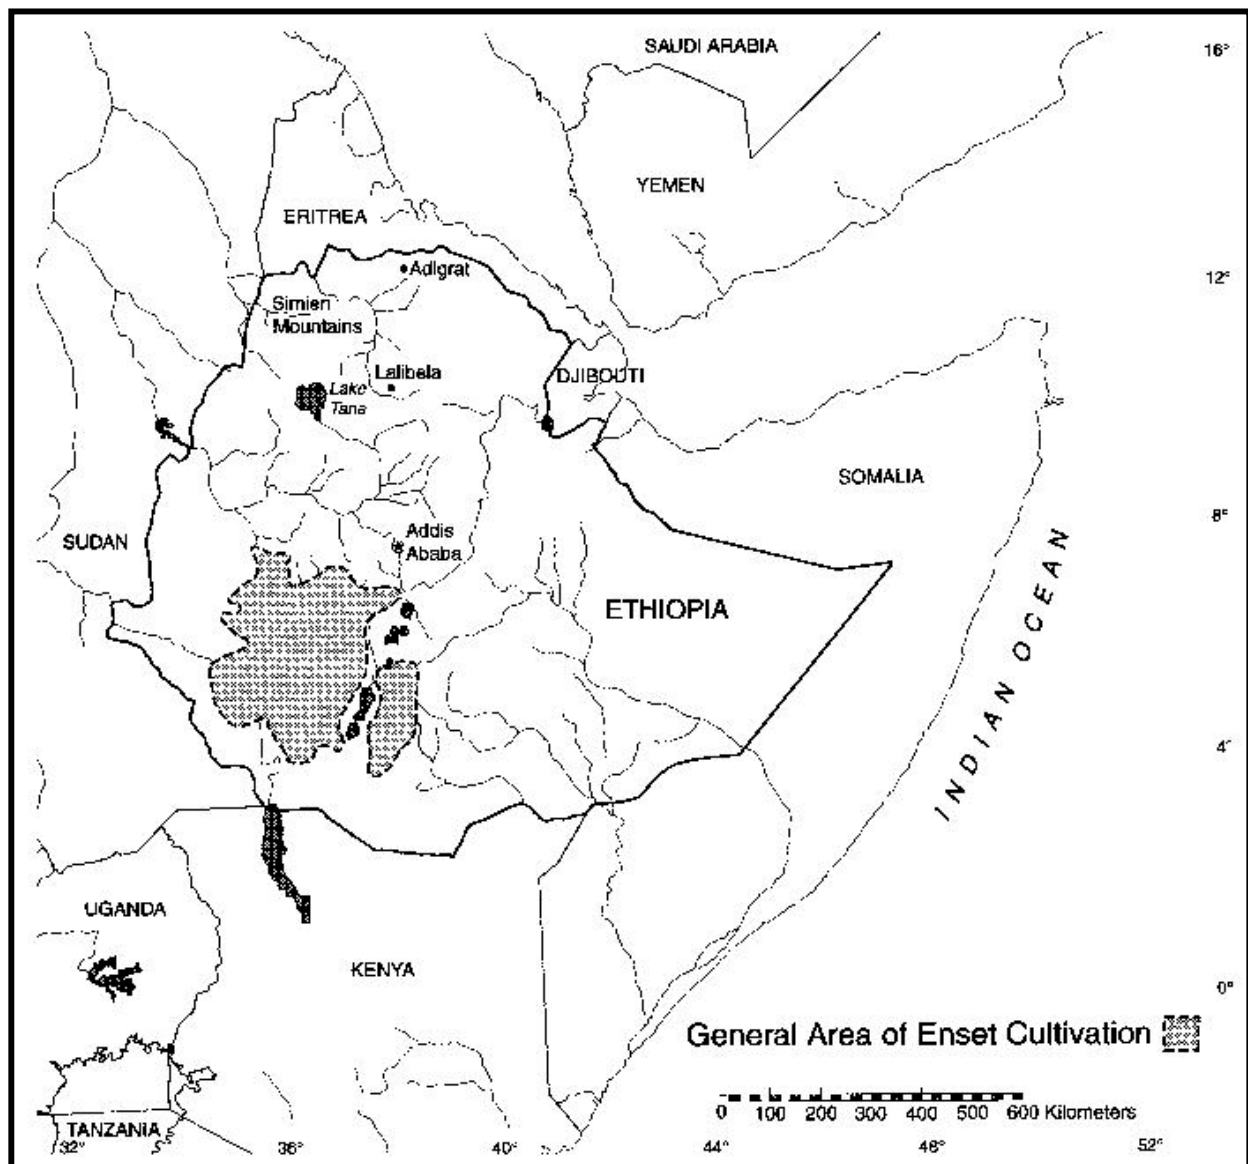 SAUDI ARABIA
16°
YEMEN
ERITREA
Adigrat
12°
Simien
Mountains
Lalibela
DJIBOUTI
Lake
Tana
SOMALIA
8°
Addis
Ababa
SUDAN
ETHIOPIA
INDIAN OCEAN
4°
UGANDA
KENYA
0°
General Area of Enset Cultivation
0 100 200 300 400 500 600 Kilometers
TANZANIA
32° 36° 40° 44° 48° 52°